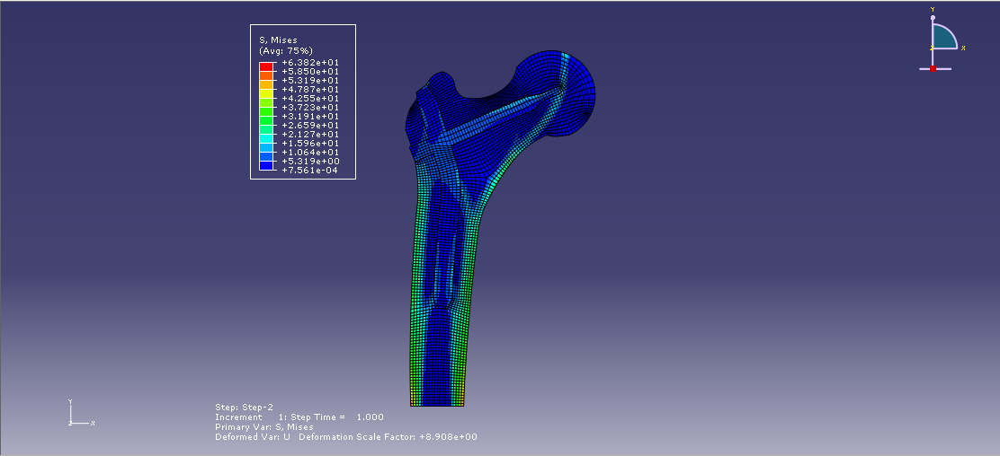 S, Mises
(Avg: 75%)
+6.382e+01
+5.850e+01
+5.319e+01
+4.787e+01
+4.255e+01
+3.723e+01
+3.191e+01
+2.659e+01
+2.127e+01
+1.596e+01
+1.064e+01
+5.319e+00
+7.561e-04
Y
Z X
Y
Z X
Step: Step-2
Increment 1: Step Time = 1.000
Primary Var: S, Mises
Deformed Var: U Deformation Scale Factor: +8.908e+00